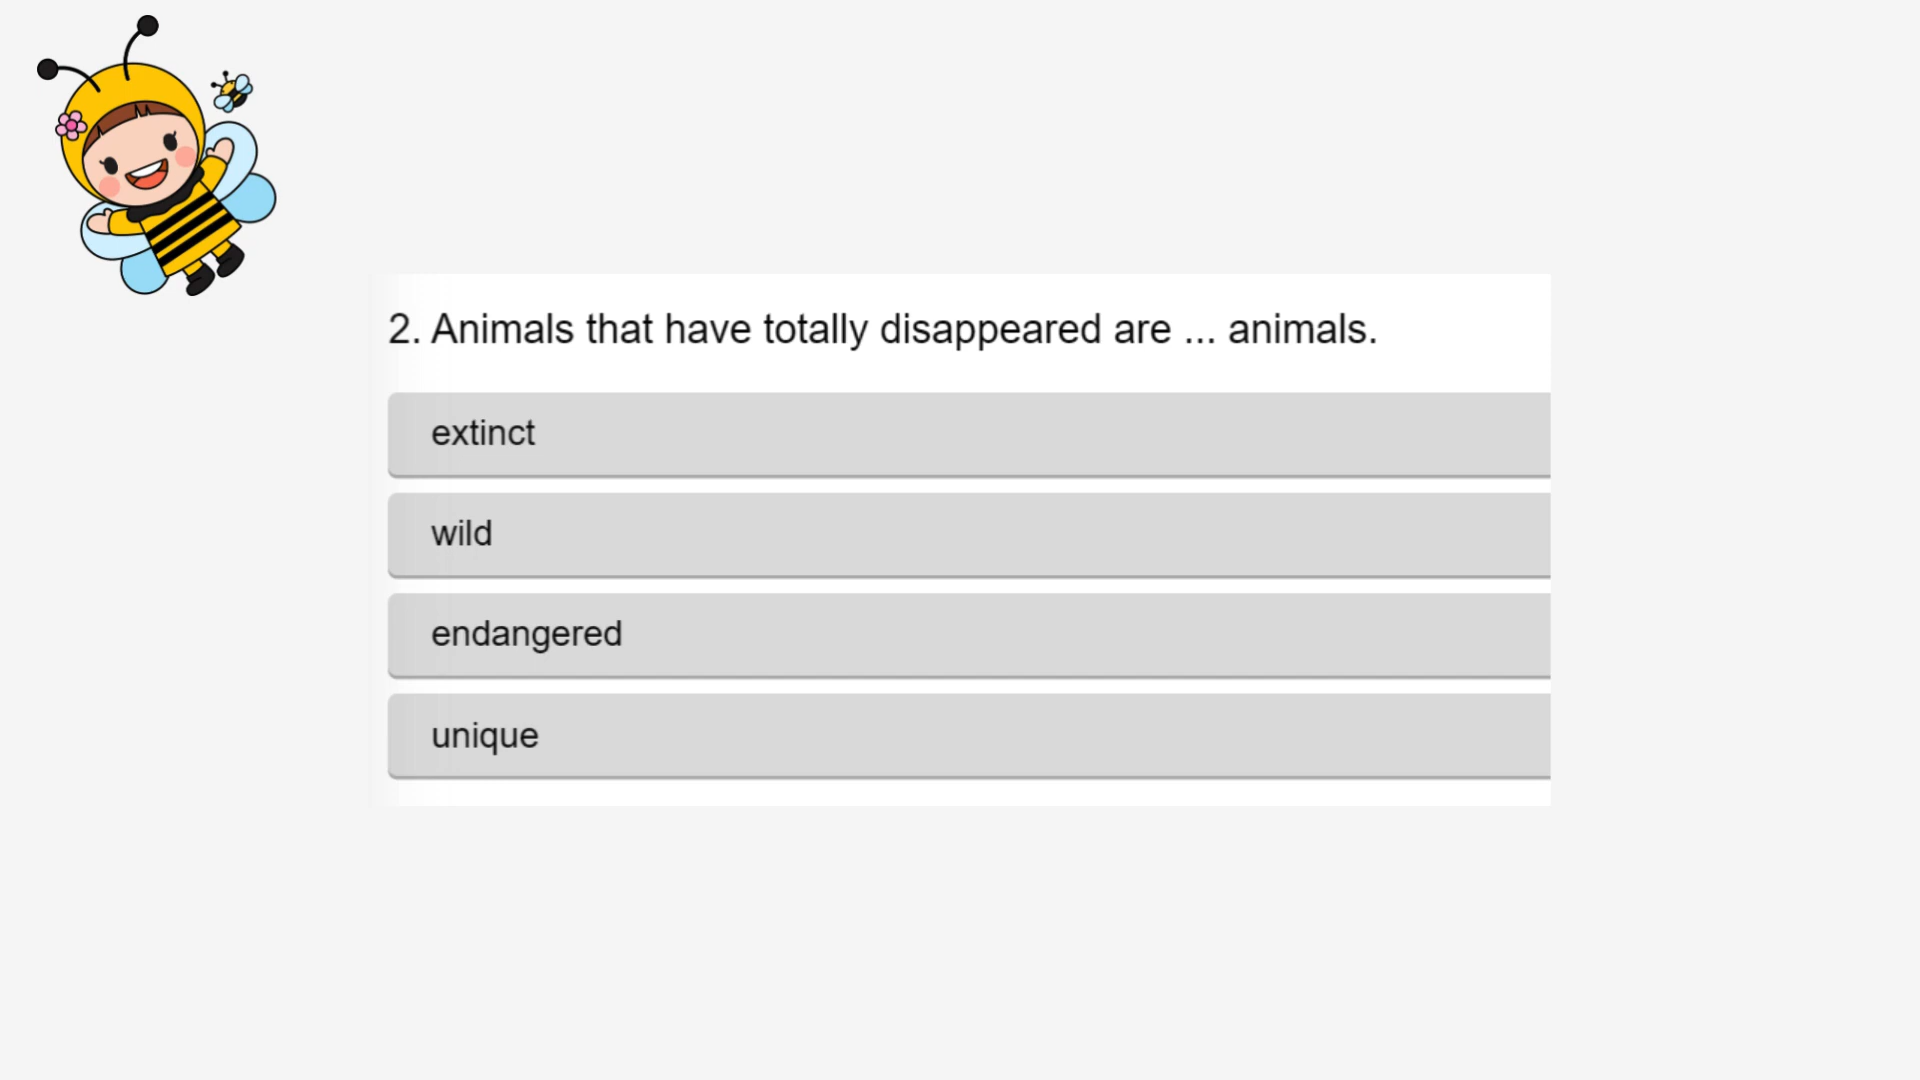 2. Animals that have totally disappeared are ... animals.
extinct
wild
endangered
unique